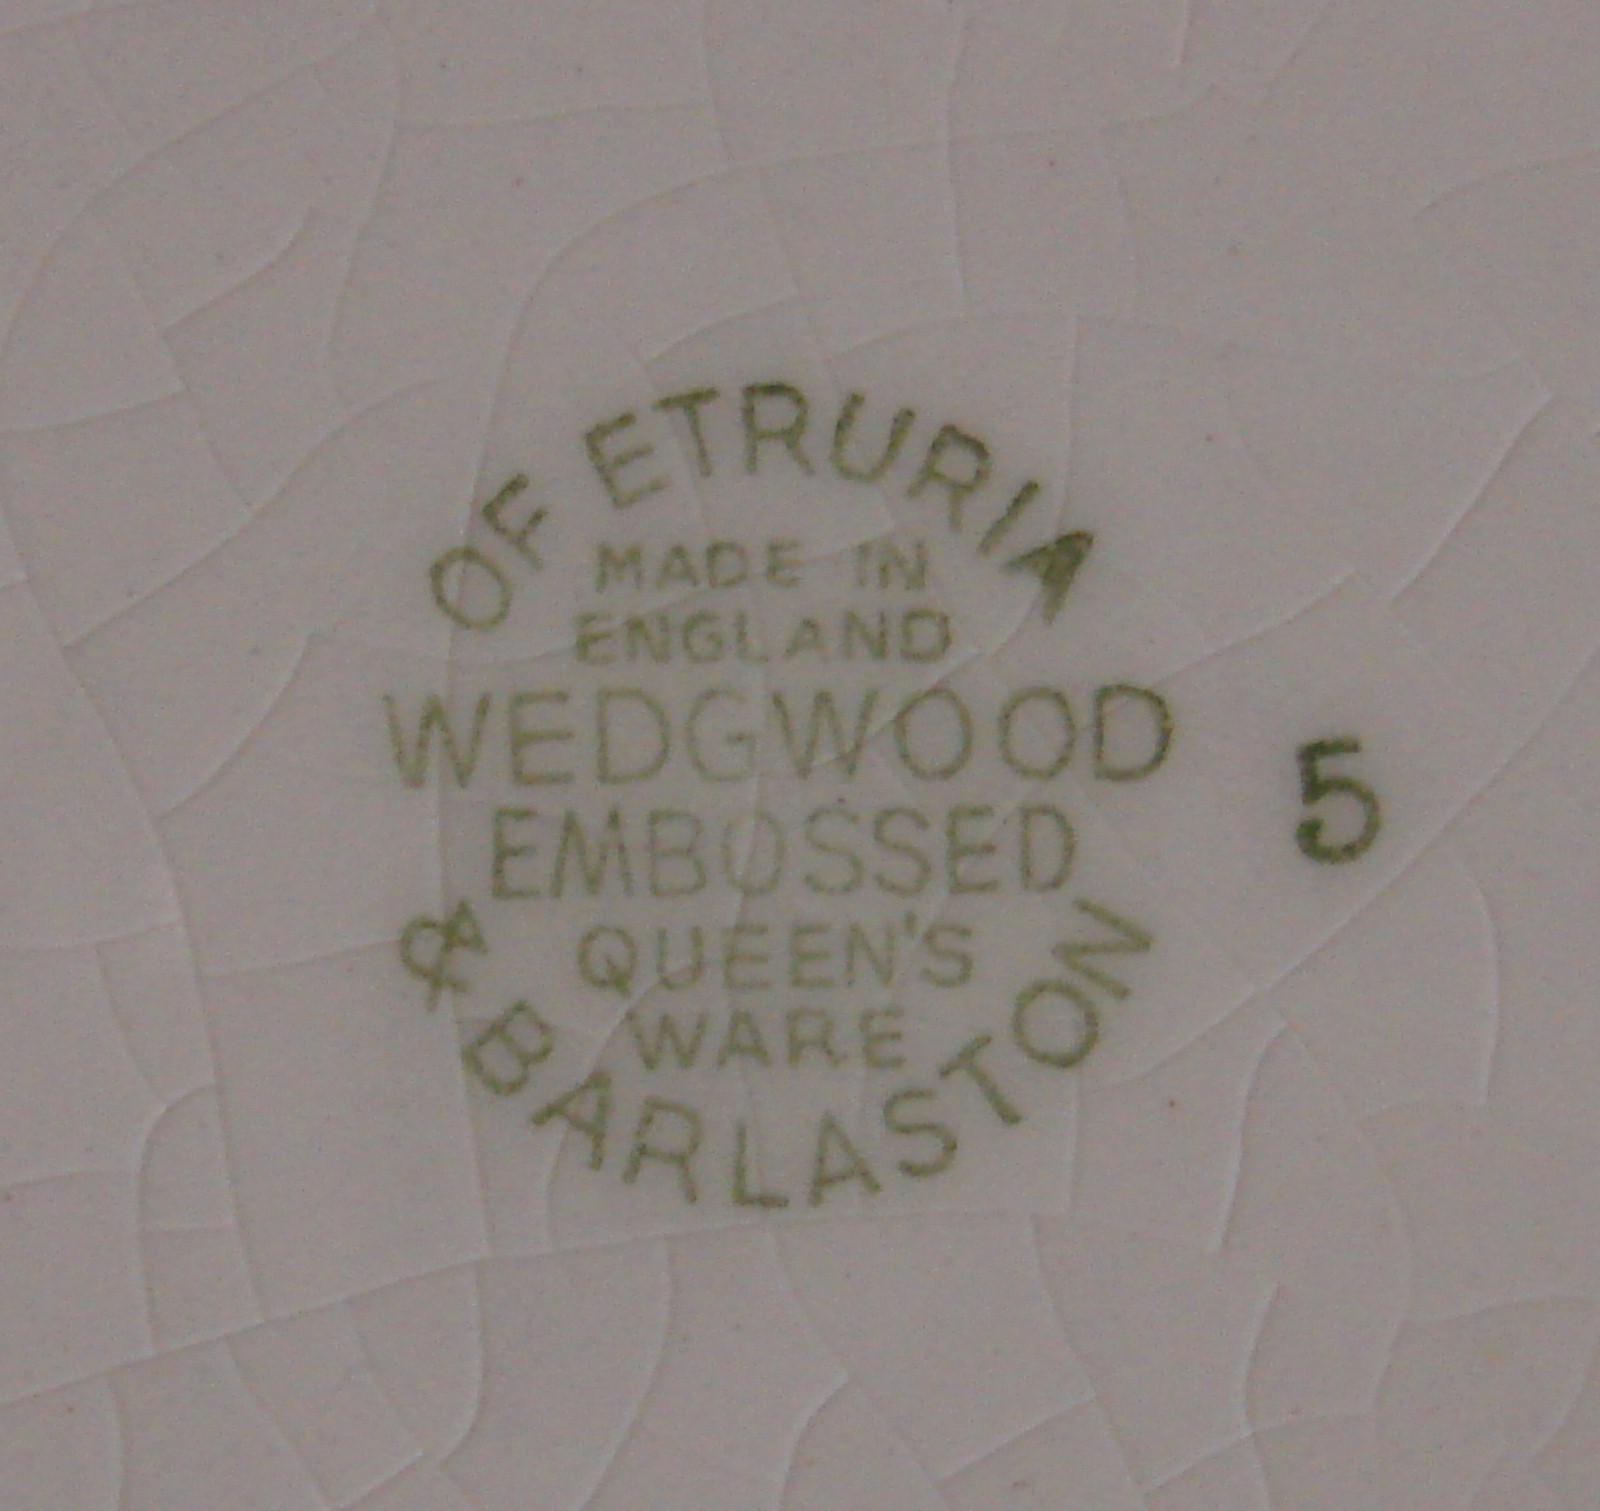 OF ETRURIA
MADE IN
ENGLAND
WEDGWOOD
5
EMBOSSED
QUEEN'S
WARE
& BARLASTON